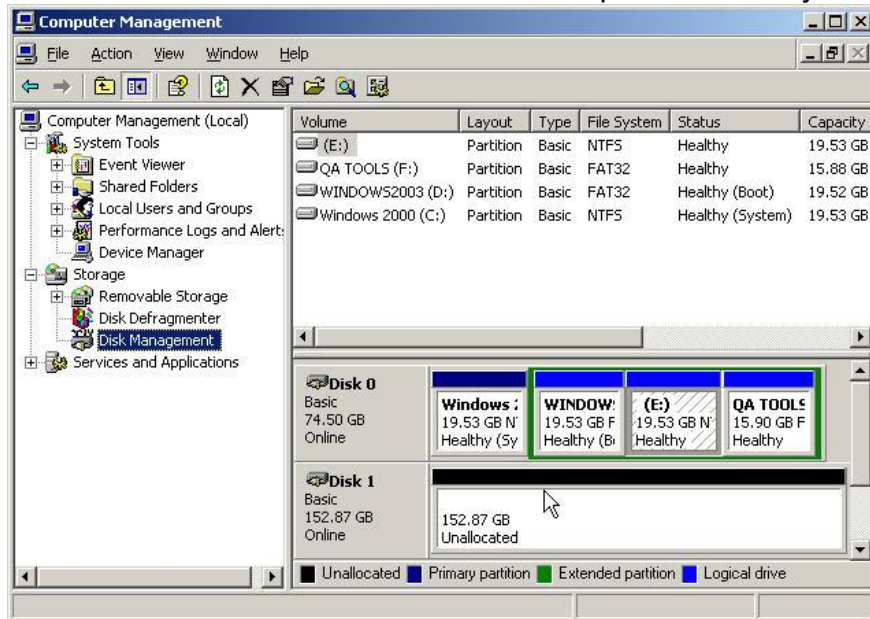 Computer Management
File Action View Window Help
Computer Management (Local)
System Tools
Event Viewer
Shared Folders
Local Users and Groups
Performance Logs and Alert
Device Manager
Storage
Removable Storage
Disk Defragmenter
Disk Management
Services and Applications
Volume Layout Type File System Status Capacity
(E:) Partition Basic NTFS Healthy 19.53 GB
QA TOOLS (F:) Partition Basic FAT32 Healthy 15.88 GB
WINDOWS2003 (D:) Partition Basic FAT32 Healthy (Boot) 19.52 GB
Windows 2000 (C:) Partition Basic NTFS Healthy (System) 19.53 GB
Disk 0
Basic
74.50 GB
Online
Windows 2
19.53 GB N
Healthy (Sy
WINDOW
19.53 GB F
Healthy (B
(E:)
19.53 GB N
Healthy
QA TOOLS
15.90 GB F
Healthy
Disk 1
Basic
152.87 GB
Online
152.87 GB
Unallocated
Unallocated Primary partition Extended partition Logical drive